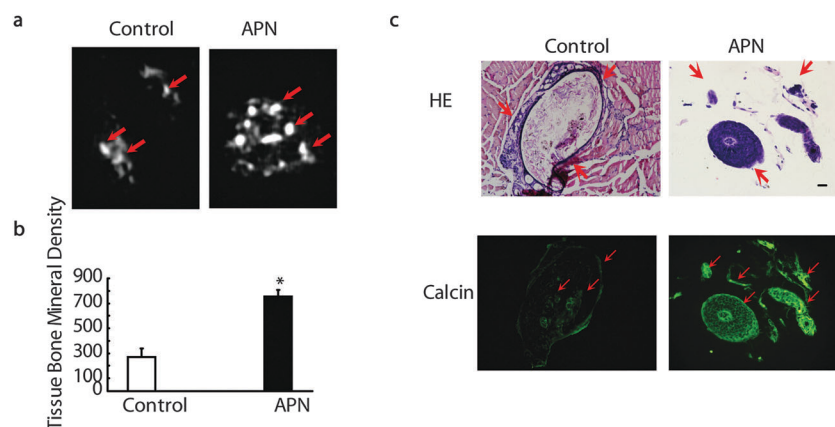 a
Control
APN
b
Tissue Bone Mineral Density
900
700
500
300
100
0
*
Control
APN
c
Control
APN
HE
Calcin